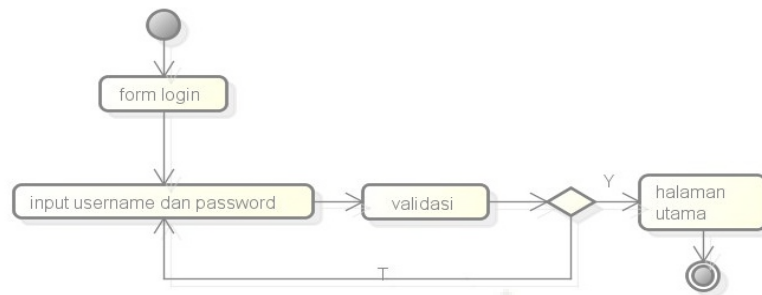 form login
input username dan password
validasi
Y
halaman
utama
T